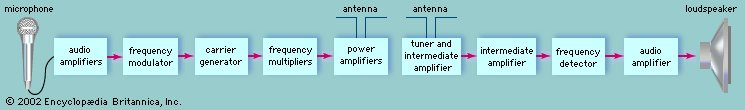 microphone
antenna
antenna
loudspeaker
audio
amplifiers
frequency
modulator
carrier
generator
frequency
multipliers
power
amplifiers
tuner and
intermediate
amplifier
intermediate
amplifier
frequency
detector
audio
amplifier
© 2002 Encyclopædia Britannica, Inc.